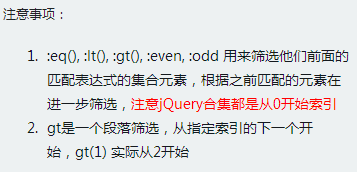 注意事项：
1. :eq(), :lt(), :gt(), :even, :odd 用来筛选他们前面的
匹配表达式的集合元素，根据之前匹配的元素在
进一步筛选，注意jQuery合集都是从0开始索引
2. gt是一个段落筛选，从指定索引的下一个开
始，gt(1) 实际从2开始